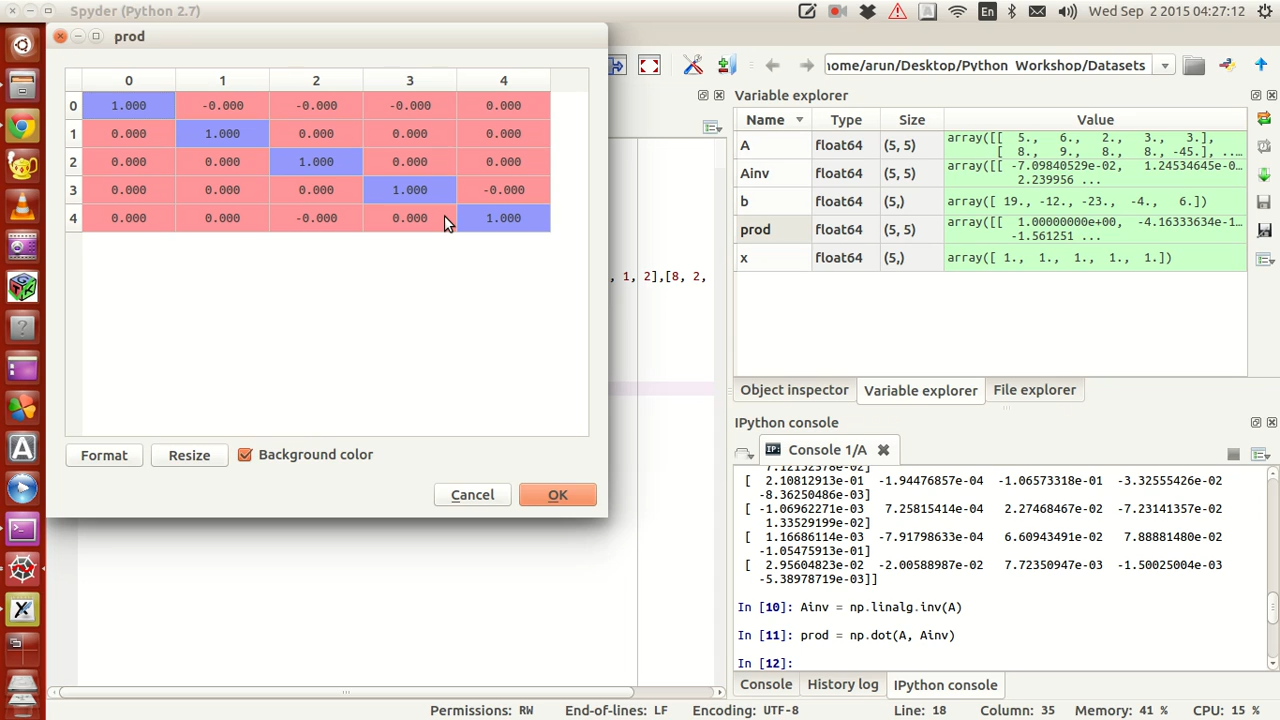 Spyder (Python 2.7)
En
Wed Sep 2 2015 04:27:12
prod
0 1 2 3 4
0 1.000 -0.000 -0.000 -0.000 0.000
1 0.000 1.000 0.000 0.000 0.000
2 0.000 0.000 1.000 0.000 0.000
3 0.000 0.000 0.000 1.000 -0.000
4 0.000 0.000 -0.000 0.000 1.000
Format
Resize
Background color
Cancel
OK
, 1, 2],[8, 2,
/Desktop/Python Workshop/Datasets
Variable explorer
Name Type Size Value
A float64 (5, 5) array([[ 5., 6., 2., 3., 3.],
[ 8., 9., 8., 8., -45.], ...
Ainv float64 (5, 5) array([[ -7.09840929e-02, 1.24534645e-0...
2.239956 ...
b float64 (5,) array([ 19., -12., -23., -4., 6.])
prod float64 (5, 5) array([[ 1.00000000e+00, -4.16333634e-1...
-1.561251 ...
x float64 (5,) array([ 1., 1., 1., 1., 1.])
Object inspector
Variable explorer
File explorer
IPython console
IP:
Console 1/A
[ 2.10812913e-01 -1.94476857e-04 -1.06573318e-01 -3.32555426e-02
-8.36250486e-03]
[ -1.06962271e-03 7.25815414e-04 2.27468467e-02 -7.23141357e-02
1.33529199e-02]
[ 1.16686114e-03 -7.91798633e-04 6.60943491e-02 7.88881480e-02
-1.05475913e-01]
[ 2.95604823e-02 -2.00588987e-02 7.72350947e-03 -1.50025004e-03
-5.38978719e-03]]
In [10]: Ainv = np.linalg.inv(A)
In [11]: prod = np.dot(A, Ainv)
In [12]:
Console
History log
IPython console
Permissions: RW End-of-lines: LF Encoding: UTF-8 Line: 18 Column: 35 Memory: 41 % CPU: 15 %